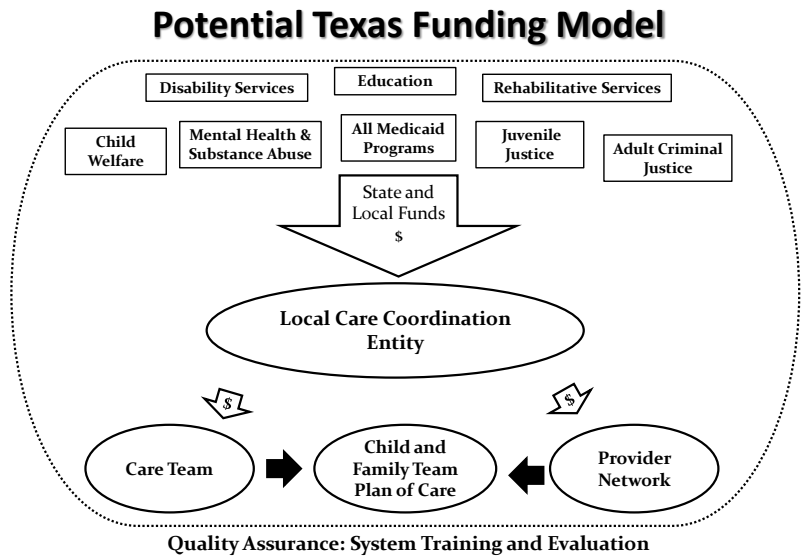 Potential Texas Funding Model
Education
Disability Services
Rehabilitative Services
Child
Welfare
Mental Health &
Substance Abuse
All Medicaid
Programs
Juvenile
Justice
Adult Criminal
Justice
State and
Local Funds
$
Local Care Coordination
Entity
$
$
Care Team
Child and
Family Team
Plan of Care
Provider
Network
Quality Assurance: System Training and Evaluation